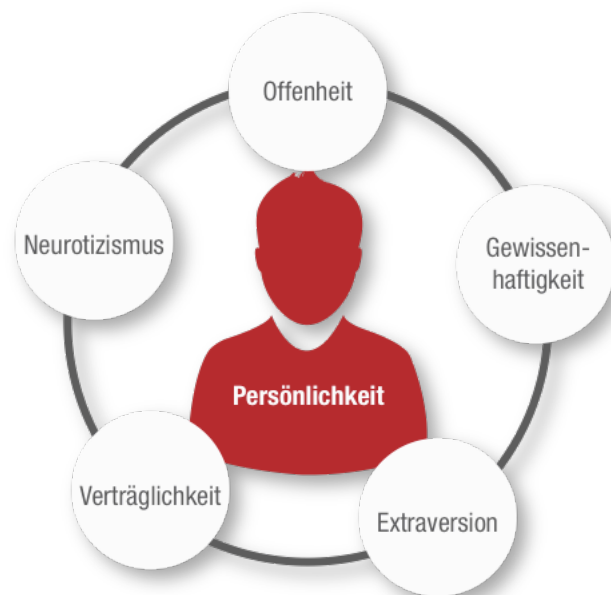 Offenheit
Neurotizismus
Gewissen-
haftigkeit
Persönlichkeit
Verträglichkeit
Extraversion